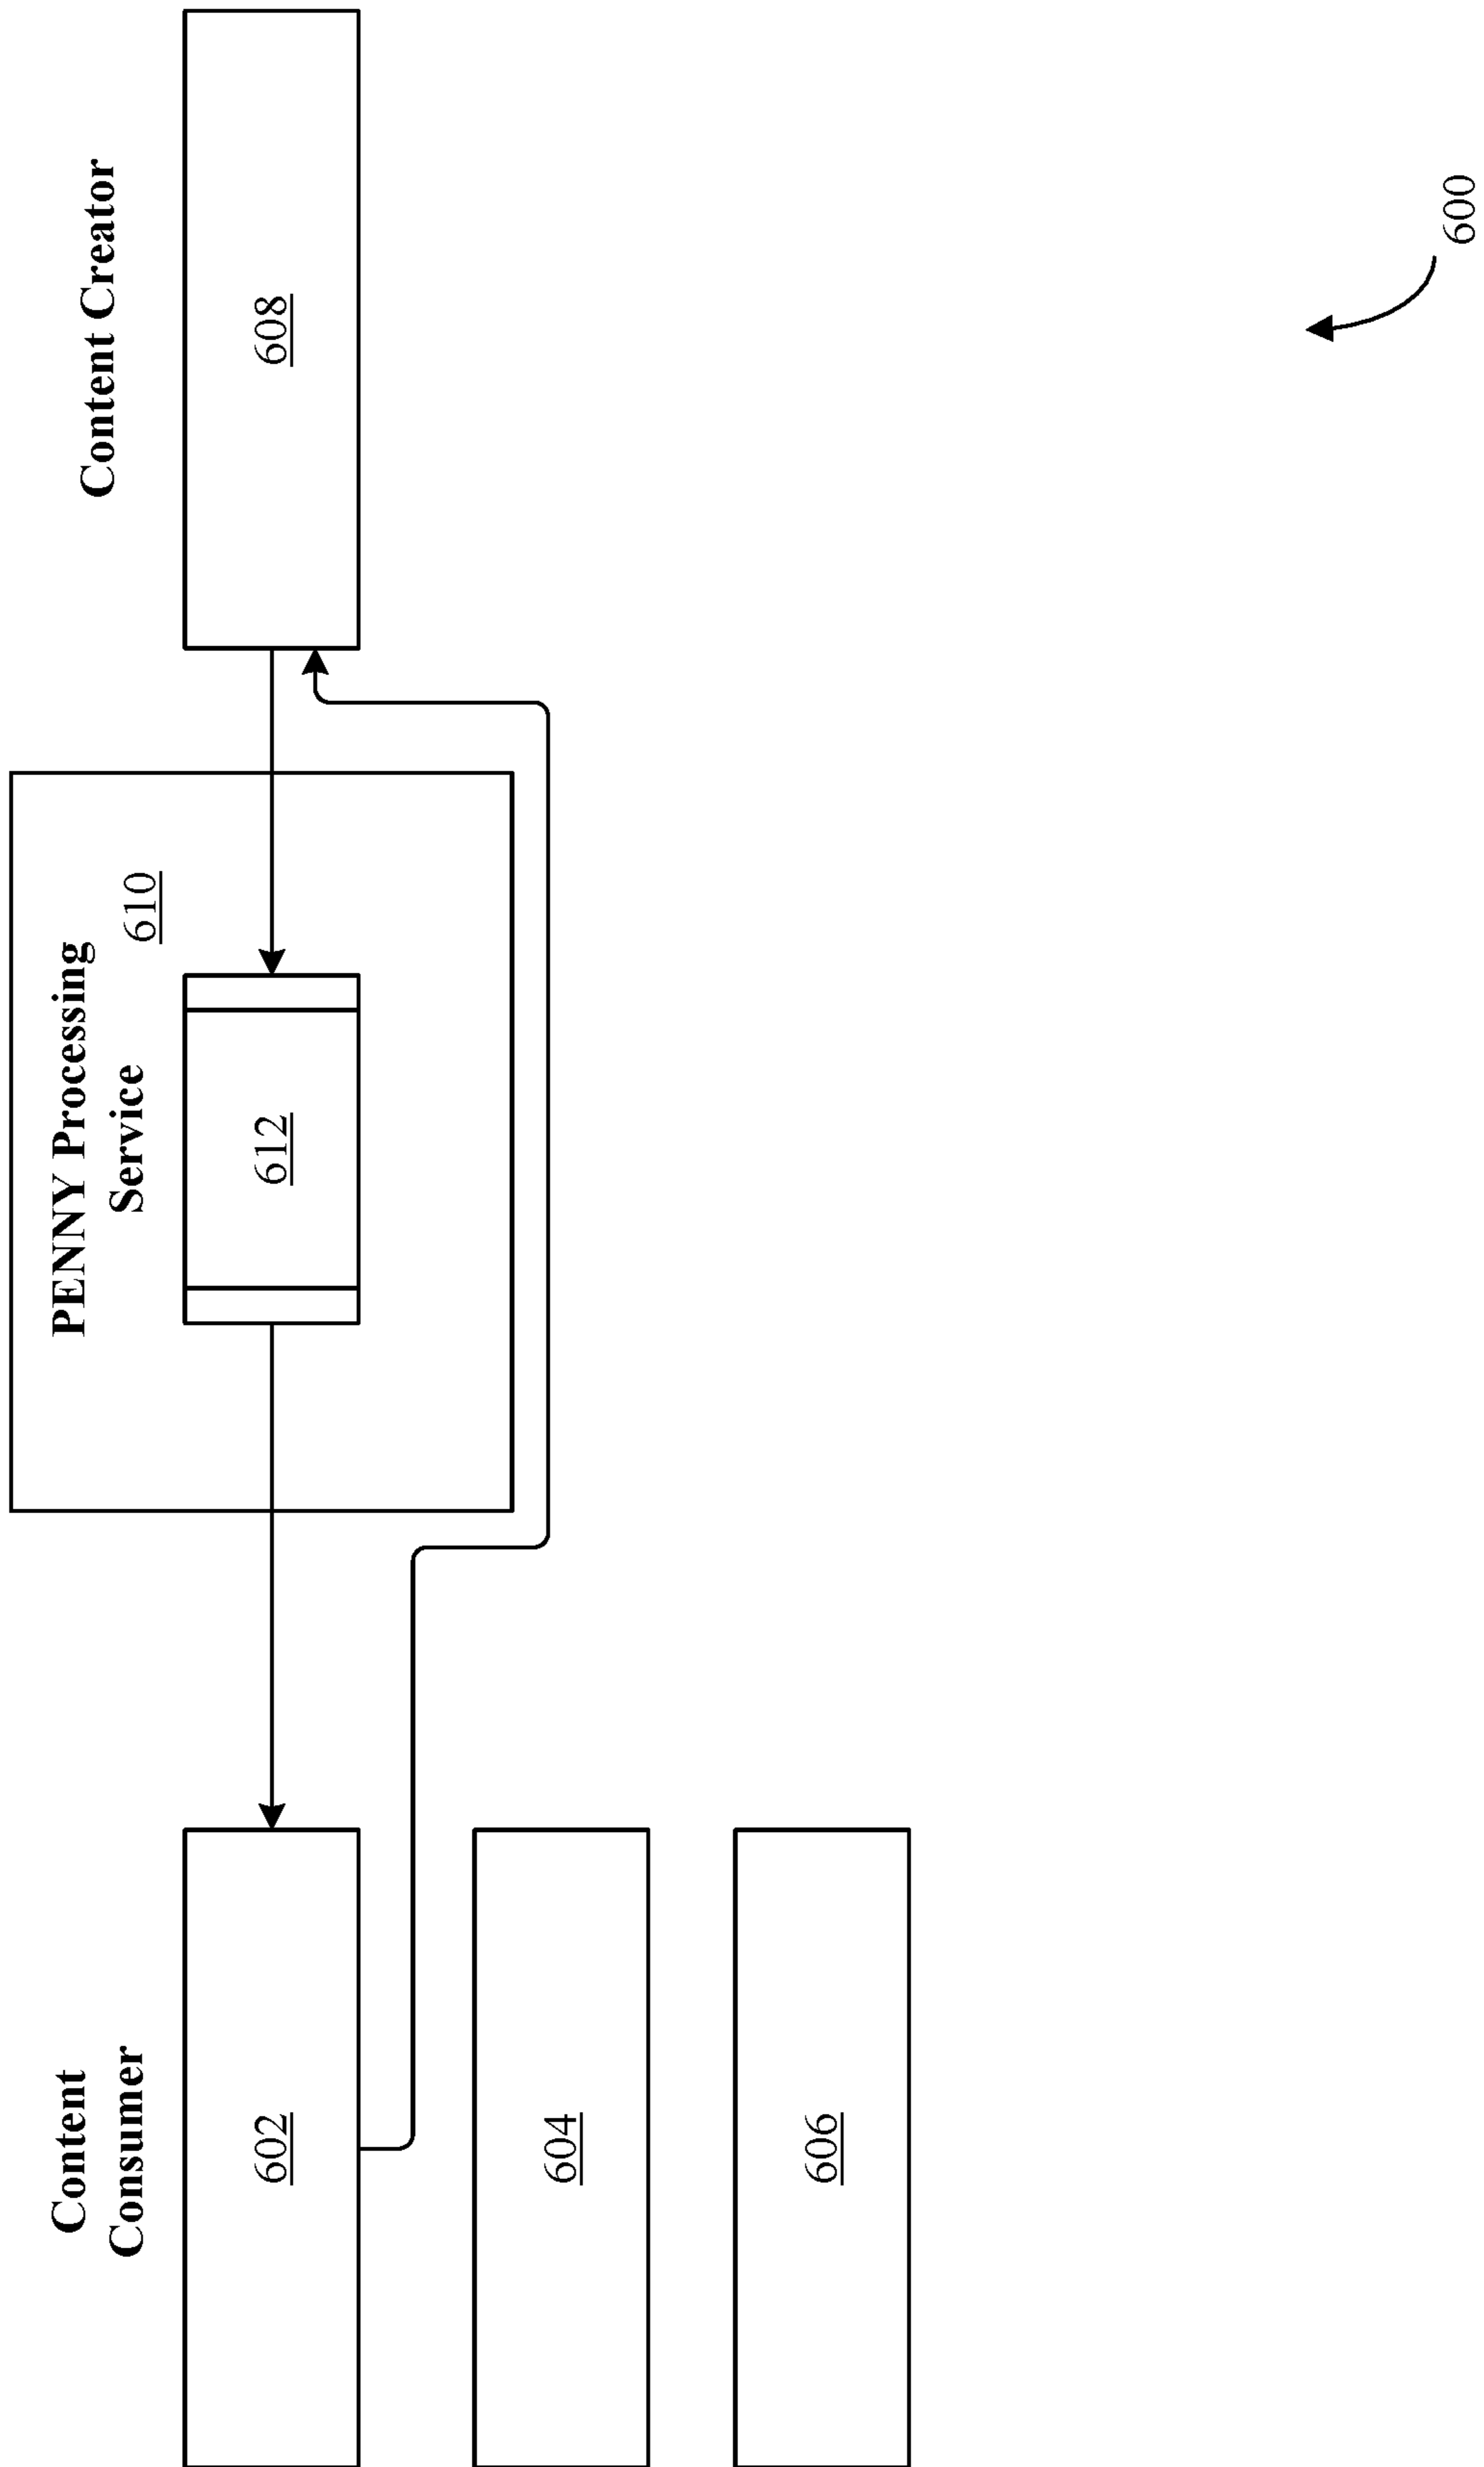 Content
Consumer
PENNY Processing
Service
Content Creator
610
602
612
608
604
606
600